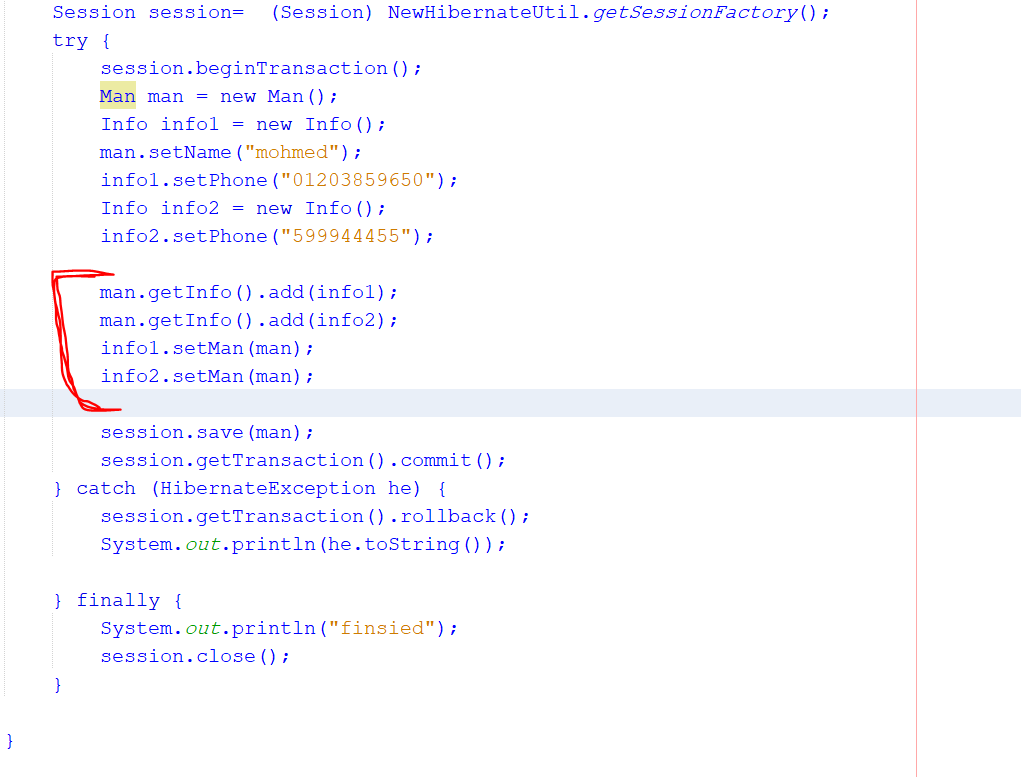 Session session=  (Session) NewHibernateUtil.getSessionFactory();
try {
session.beginTransaction();
Man man = new Man();
Info info1 = new Info();
man.setName("mohmed");
info1.setPhone("01203859650");
Info info2 = new Info();
info2.setPhone("599944455");
man.getInfo().add(info1);
man.getInfo().add(info2);
info1.setMan(man);
info2.setMan(man);
session.save(man);
session.getTransaction().commit();
} catch (HibernateException he) {
session.getTransaction().rollback();
System.out.println(he.toString());
} finally {
System.out.println("finsied");
session.close();
}
}